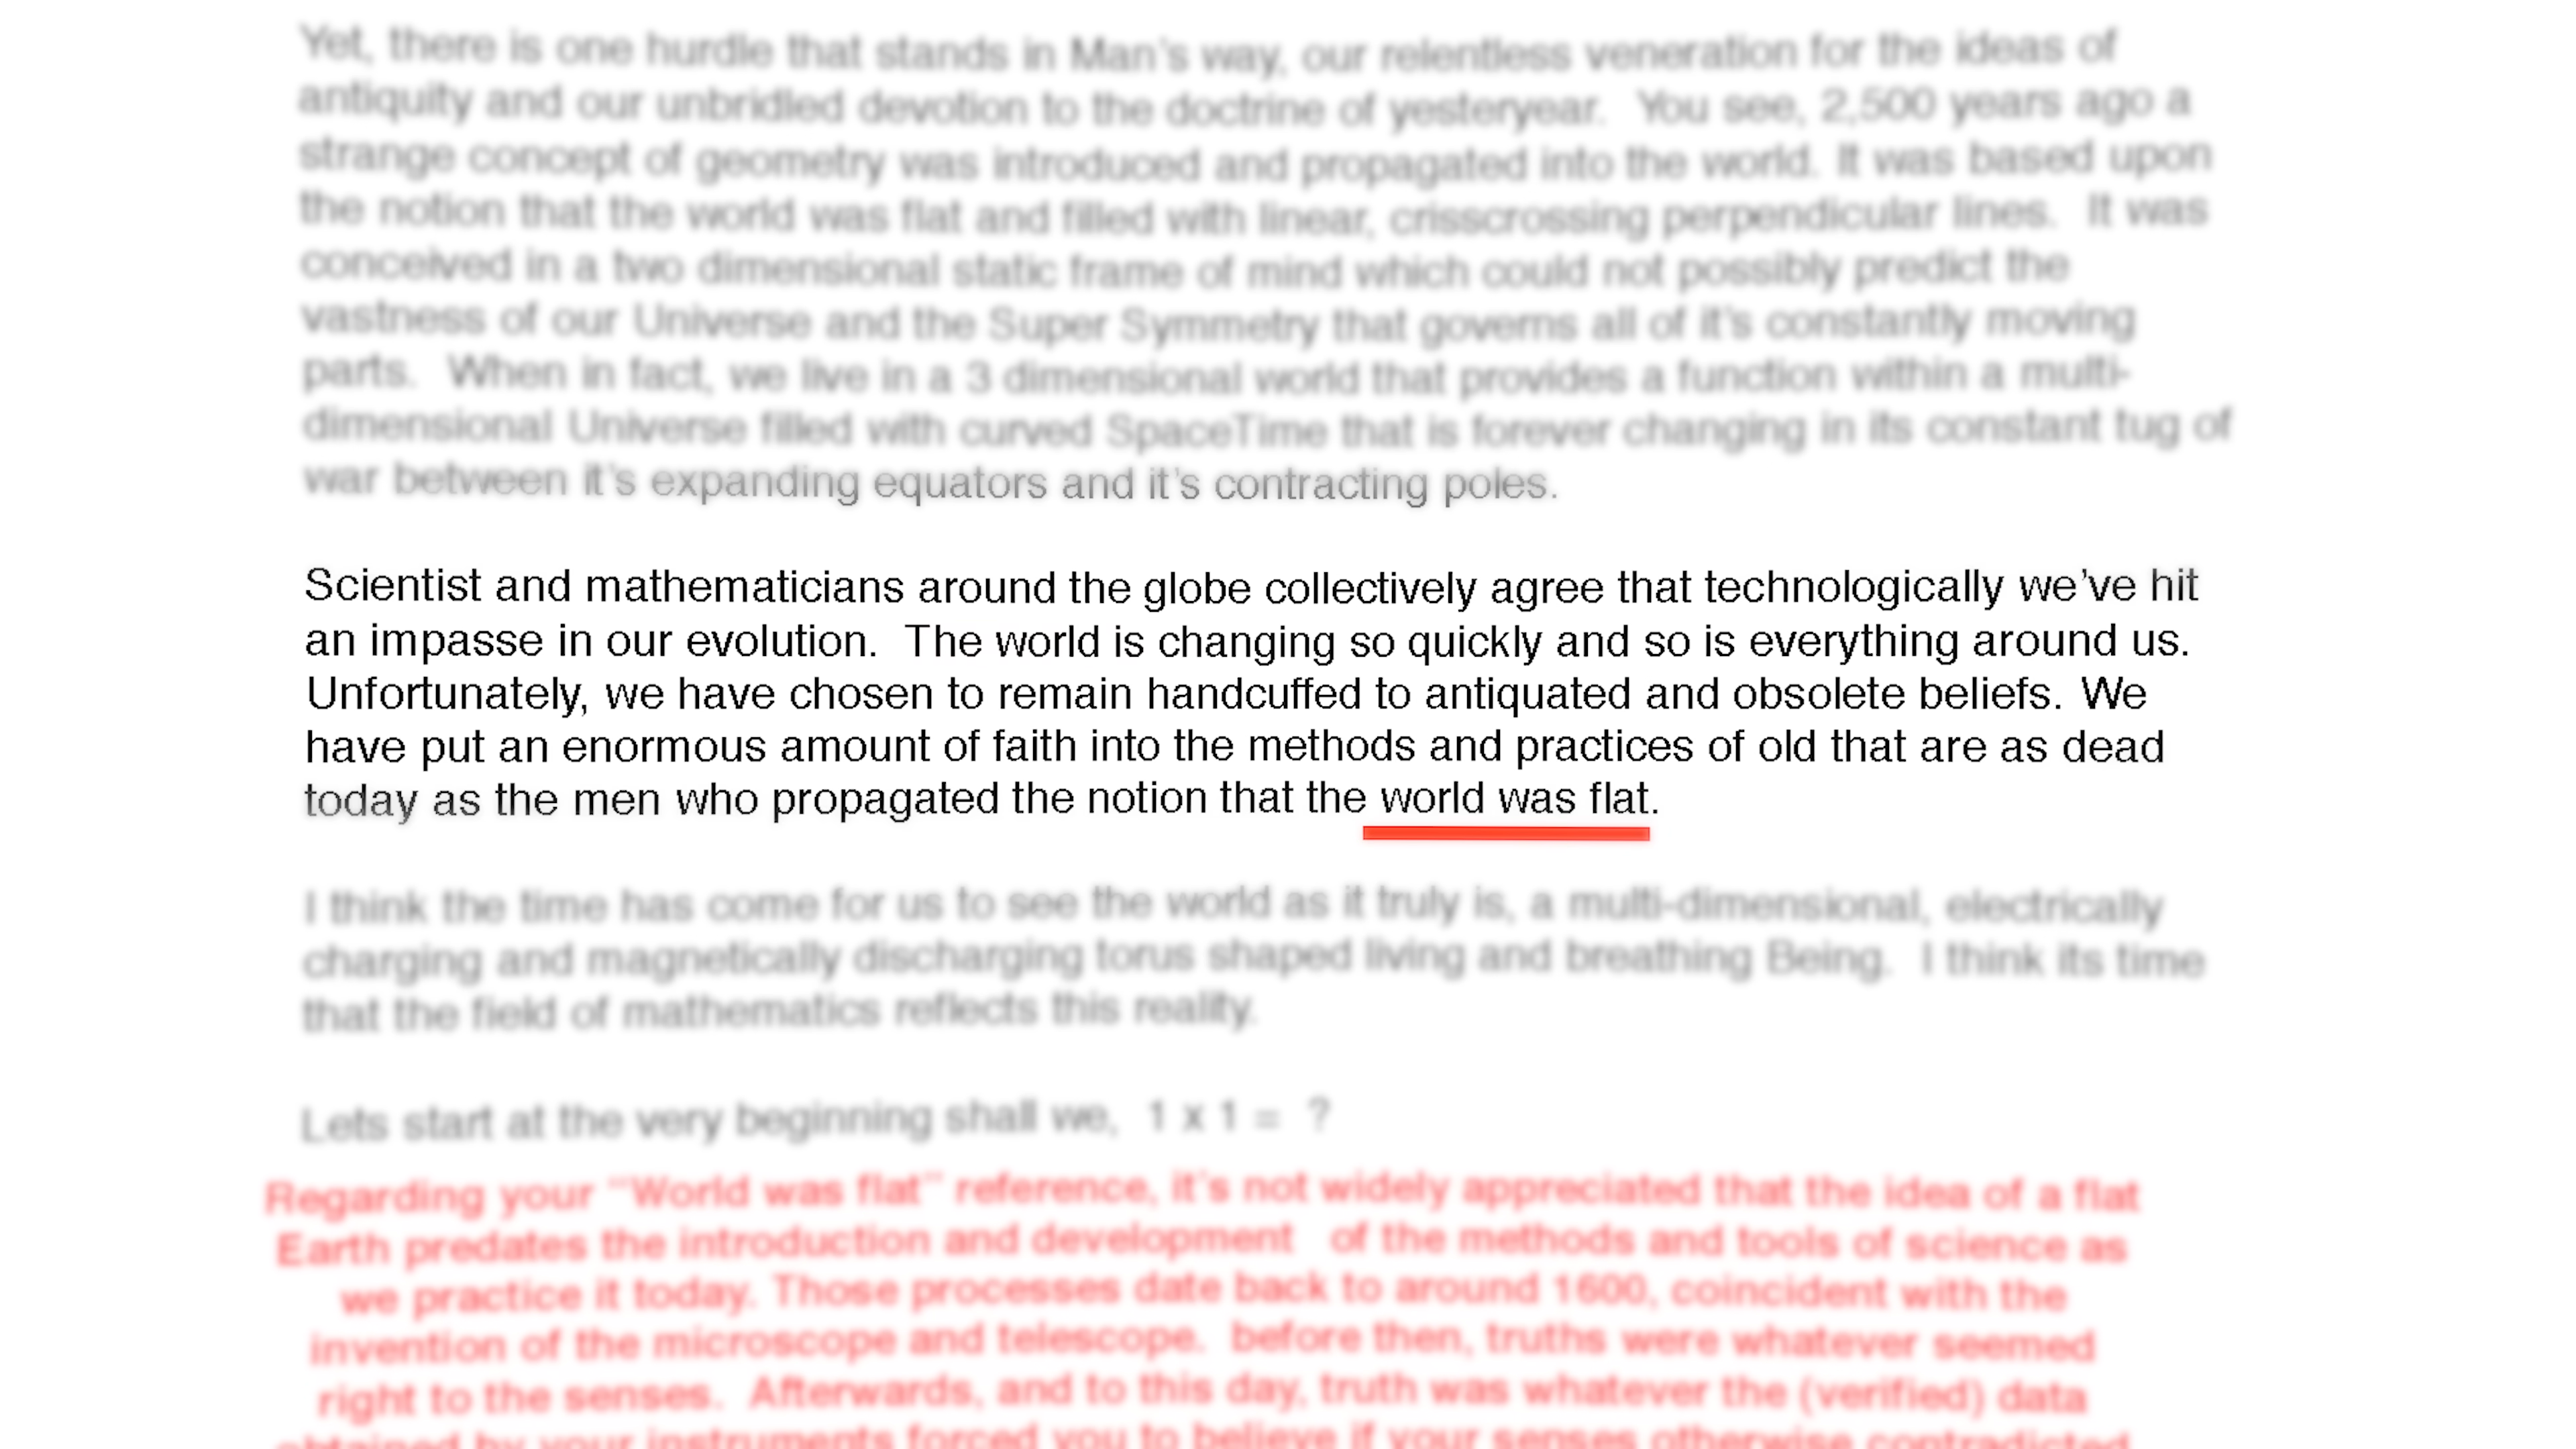 Yet, there is one hurdle that stands in Man's way, our relentless veneration for the ideas of
antiquity and our unbridled devotion to the doctrine of yesteryear.  You see, 2,500 years ago a
strange concept of geometry was introduced and propagated into the world. It was based upon
the notion that the world was flat and filled with linear, crisscrossing perpendicular lines.  It was
conceived in a two dimensional static frame of mind which could not possibly predict the
vastness of our Universe and the Super Symmetry that governs all of it's constantly moving
parts.  When in fact, we live in a 3 dimensional world that provides a function within a multi-
dimensional Universe filled with curved SpaceTime that is forever changing in its constant tug of
war between it's expanding equators and it's contracting poles.
Scientist and mathematicians around the globe collectively agree that technologically we've hit
an impasse in our evolution.  The world is changing so quickly and so is everything around us.
Unfortunately, we have chosen to remain handcuffed to antiquated and obsolete beliefs. We
have put an enormous amount of faith into the methods and practices of old that are as dead
today as the men who propagated the notion that the world was flat.
I think the time has come for us to see the world as it truly is, a multi-dimensional, electrically
charging and magnetically discharging torus shaped living and breathing Being.  I think its time
that the field of mathematics reflects this reality.
Lets start at the very beginning shall we,  1 x 1 =  ?
Regarding your "World was flat" reference, it's not widely appreciated that the idea of a flat
Earth predates the introduction and development  of the methods and tools of science as
we practice it today. Those processes date back to around 1600, coincident with the
invention of the microscope and telescope.  before then, truths were whatever seemed
right to the senses.  Afterwards, and to this day, truth was whatever the (verified) data
obtained by your instruments forced you to believe if your senses otherwise contradicted